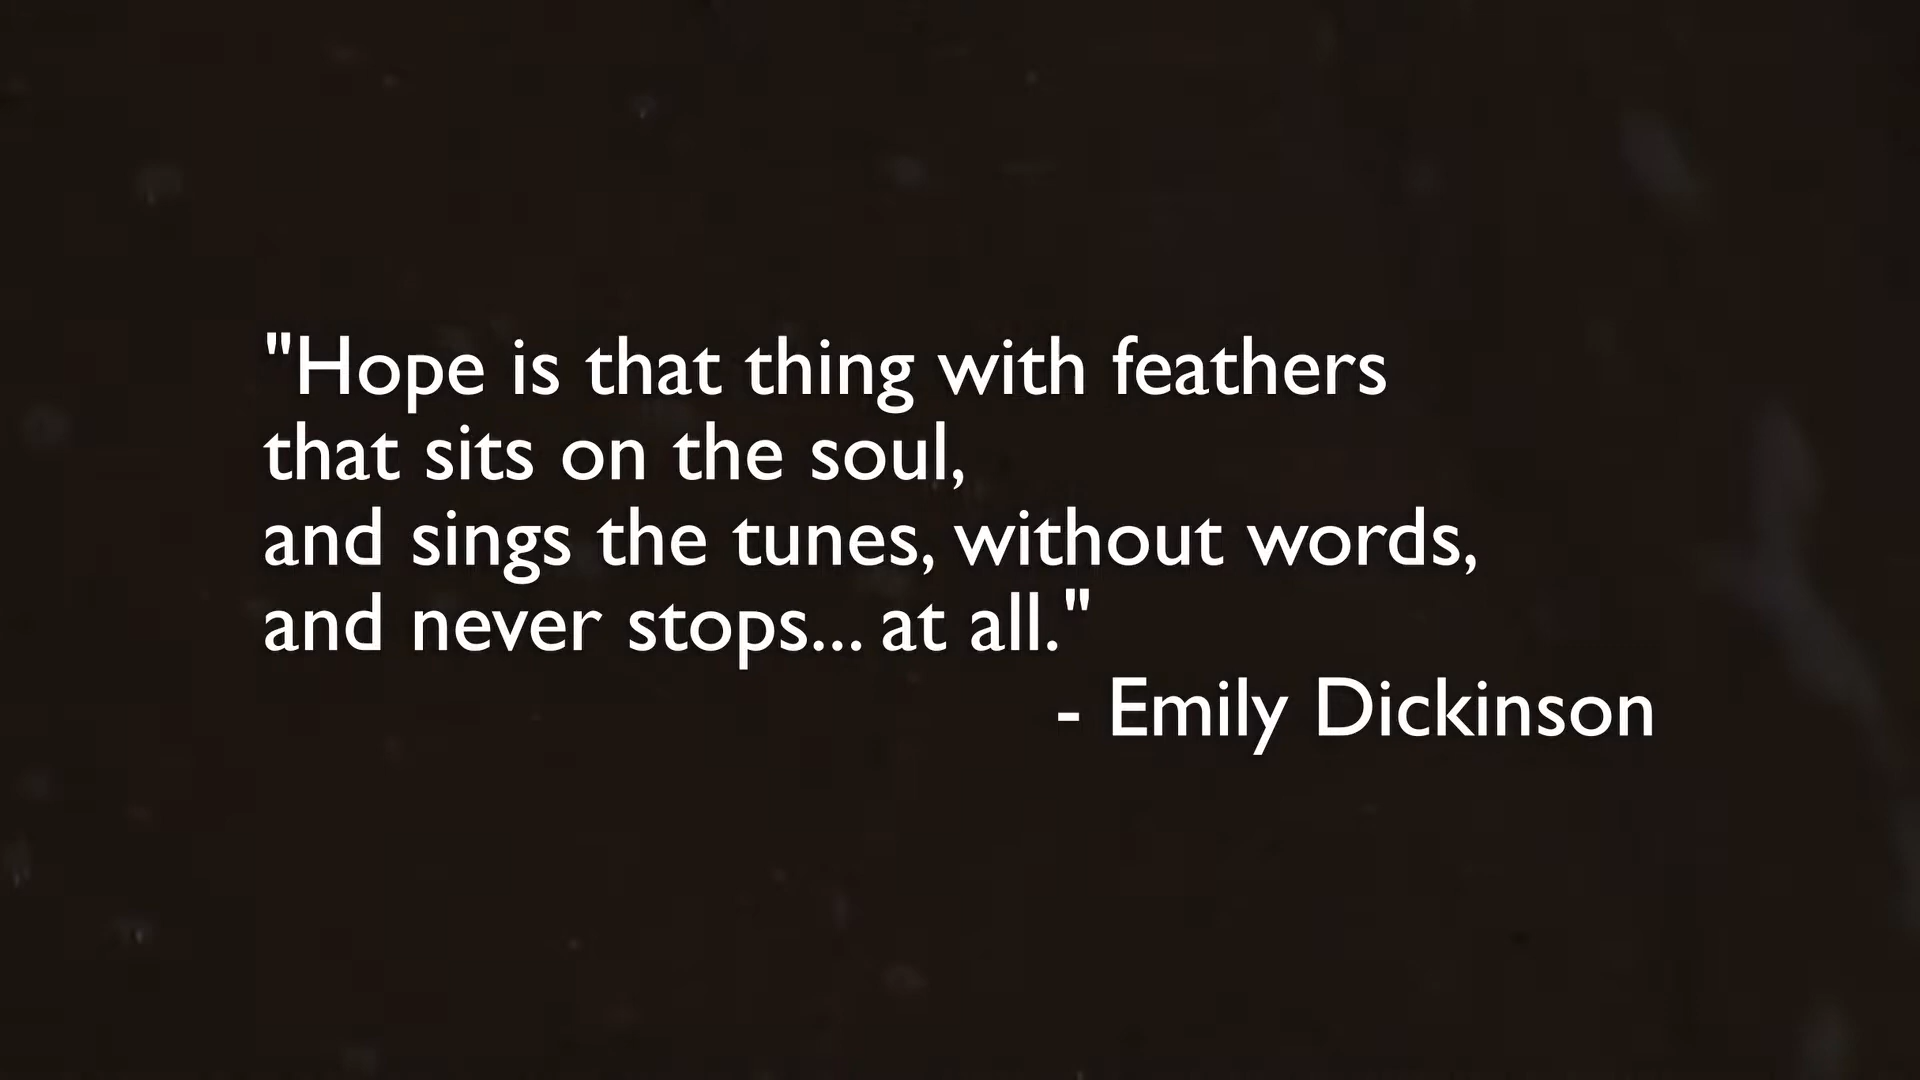 "Hope is that thing with feathers
that sits on the soul,
and sings the tunes, without words,
and never stops... at all."
- Emily Dickinson